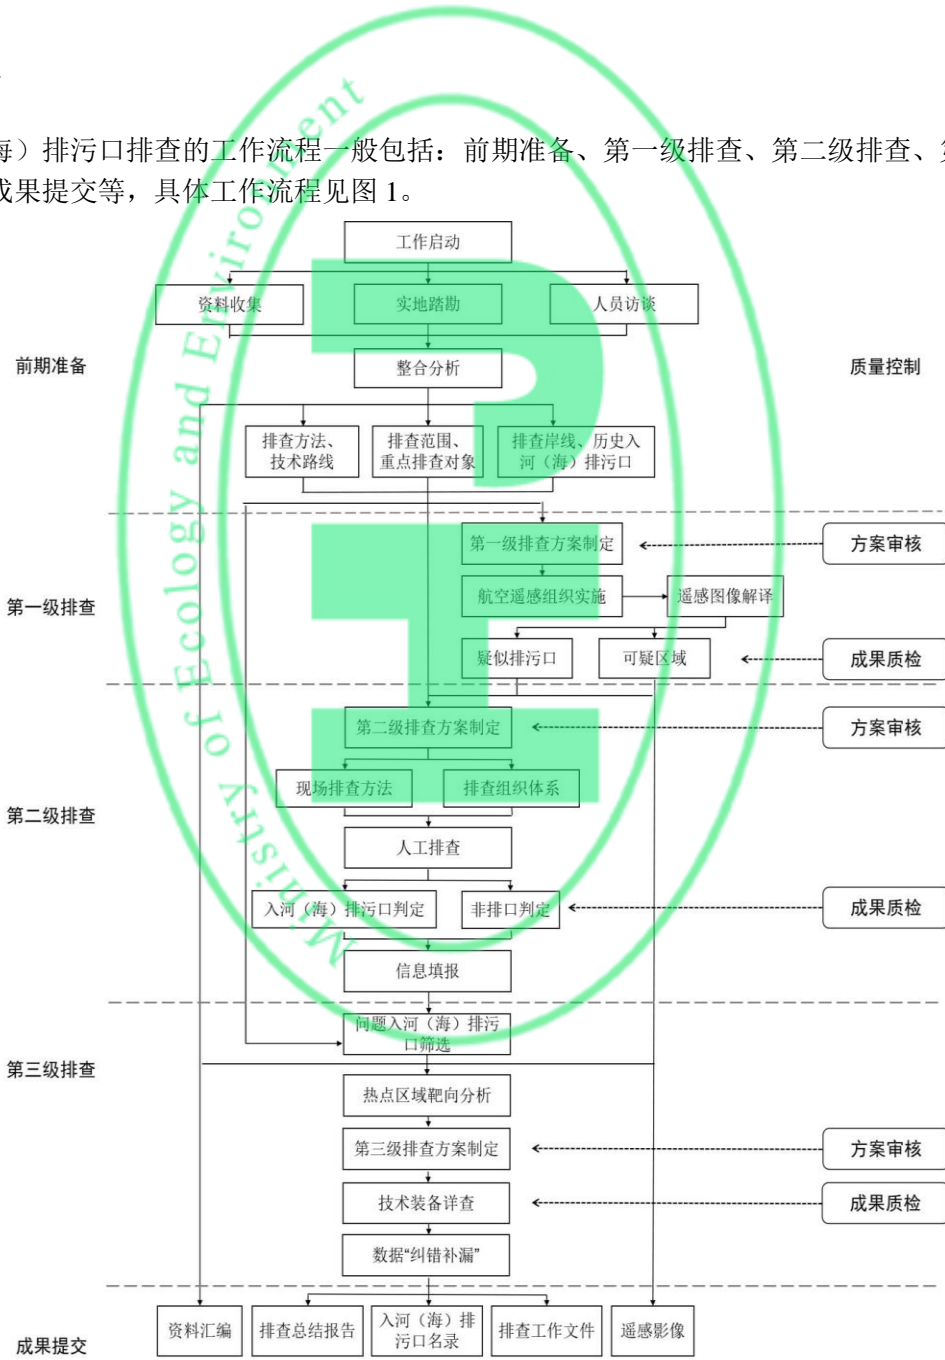 海）排污口排查的工作流程一般包括：前期准备、第一级排查、第二级排查、
成果提交等，具体工作流程见图 1。
工作启动
资料收集
实地踏勘
人员访谈
前期准备
整合分析
质量控制
排查方法、
技术路线
排查范围、
重点排查对象
排查岸线、历史入
河（海）排污口
第一级排查方案制定
方案审核
第一级排查
航空遥感组织实施
遥感图像解译
疑似排污口
可疑区域
成果质检
第二级排查方案制定
方案审核
现场排查方法
排查组织体系
第二级排查
人工排查
入河（海）排污口判定
非排口判定
成果质检
信息填报
问题入河（海）排污
口筛选
第三级排查
热点区域靶向分析
第三级排查方案制定
方案审核
技术装备详查
成果质检
数据“纠错补漏”
成果提交
资料汇编
排查总结报告
入河（海）排
污口名录
排查工作文件
遥感影像
Ministry of Ecology and Environment